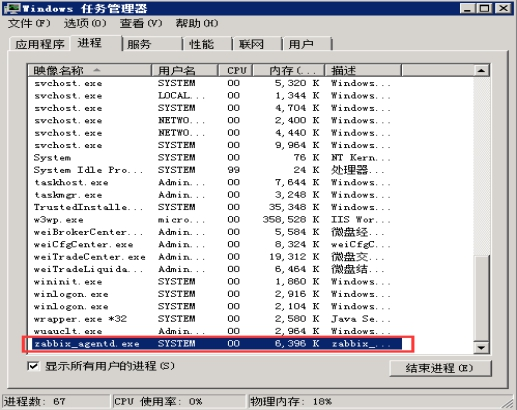 Windows 任务管理器
文件(F) 选项(O) 查看(V) 帮助(H)
应用程序 进程 服务 性能 联网 用户
映像名称 用户名 CPU 内存(... 描述
svchost.exe SYSTEM 00 5,320 K Windows...
svchost.exe LOCAL... 00 1,344 K Windows...
svchost.exe SYSTEM 00 4,704 K Windows...
svchost.exe NETWO... 00 2,400 K Windows...
svchost.exe NETWO... 00 4,440 K Windows...
svchost.exe SYSTEM 00 9,964 K Windows...
System SYSTEM 00 76 K NT Kern...
System Idle Pro... SYSTEM 99 24 K 处理器...
taskhost.exe Admin... 00 7,644 K Windows...
taskmgr.exe Admin... 00 3,248 K Windows...
TrustedInstalle... SYSTEM 00 35,348 K Windows...
w3wp.exe micro... 00 358,528 K IIS Wor...
weiBrokerCenter... Admin... 00 5,584 K 微盘经...
weiCfgCenter.exe Admin... 00 8,324 K weiCfgC...
weiTradeCenter.exe Admin... 00 19,312 K 微盘交...
weiTradeLiquida... Admin... 00 6,464 K 微盘结...
wininit.exe SYSTEM 00 1,860 K Windows...
winlogon.exe SYSTEM 00 2,916 K Windows...
winlogon.exe SYSTEM 00 2,104 K Windows...
wrapper.exe *32 SYSTEM 00 2,580 K Java Se...
wuauclt.exe Admin... 00 2,964 K Windows...
zabbix_agentd.exe SYSTEM 00 6,396 K zabbix_...
显示所有用户的进程(S) 结束进程(E)
进程数: 67 CPU 使用率: 0% 物理内存: 18%